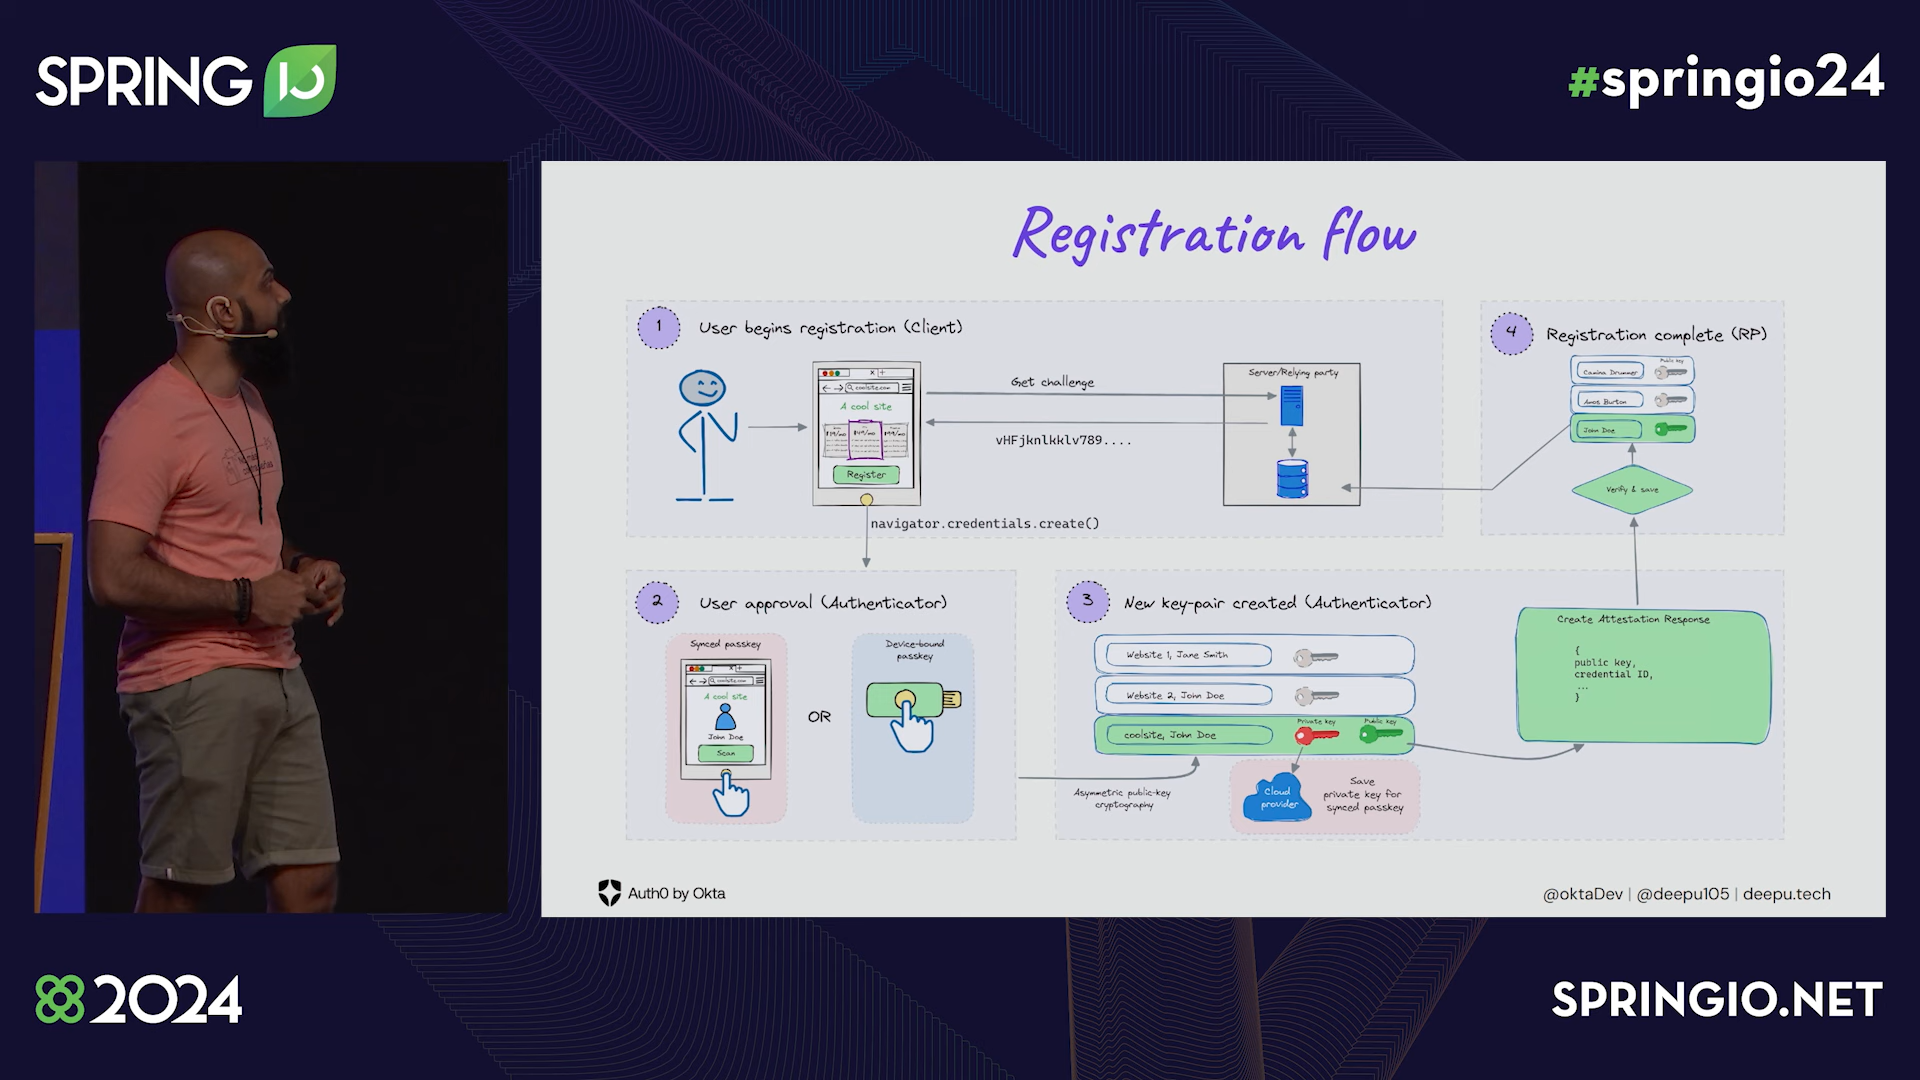 SPRING IO
#springio24
Registration flow
1
User begins registration (Client)
coolsite.com
A cool site
Register
Get challenge
vHFjknlkklv789....
Server/Relying party
navigator.credentials.create()
4
Registration complete (RP)
Public key
Camina Drummer
Amos Burton
John Doe
Verify & save
2
User approval (Authenticator)
Synced passkey
coolsite.com
A cool site
John Doe
Scan
OR
Device-bound
passkey
3
New key-pair created (Authenticator)
Website 1, Jane Smith
Website 2, John Doe
Private key
Public key
coolsite, John Doe
Asymmetric public-key
cryptography
Cloud
provider
Save
private key for
synced passkey
Create Attestation Response
{
public key,
credential ID,
...
}
Auth0 by Okta
@oktaDev | @deepu105 | deepu.tech
2024
SPRINGIO.NET